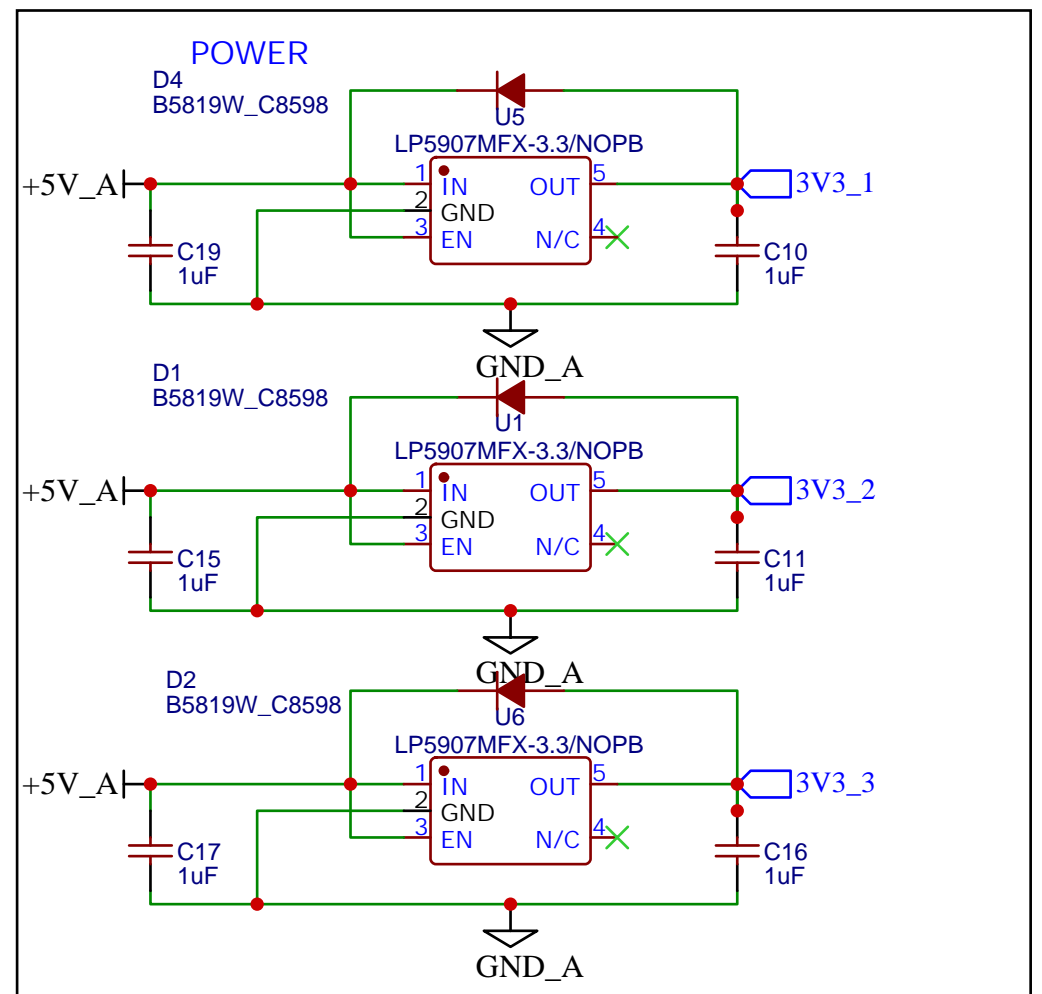 POWER
D4
B5819W_C8598
U5
LP5907MFX-3.3/NOPB
+5V_A
1
IN
OUT
5
3V3_1
2
GND
3
EN
N/C
4
C19
1uF
C10
1uF
GND_A
D1
B5819W_C8598
U1
LP5907MFX-3.3/NOPB
+5V_A
1
IN
OUT
5
3V3_2
2
GND
3
EN
N/C
4
C15
1uF
C11
1uF
GND_A
D2
B5819W_C8598
U6
LP5907MFX-3.3/NOPB
+5V_A
1
IN
OUT
5
3V3_3
2
GND
3
EN
N/C
4
C17
1uF
C16
1uF
GND_A